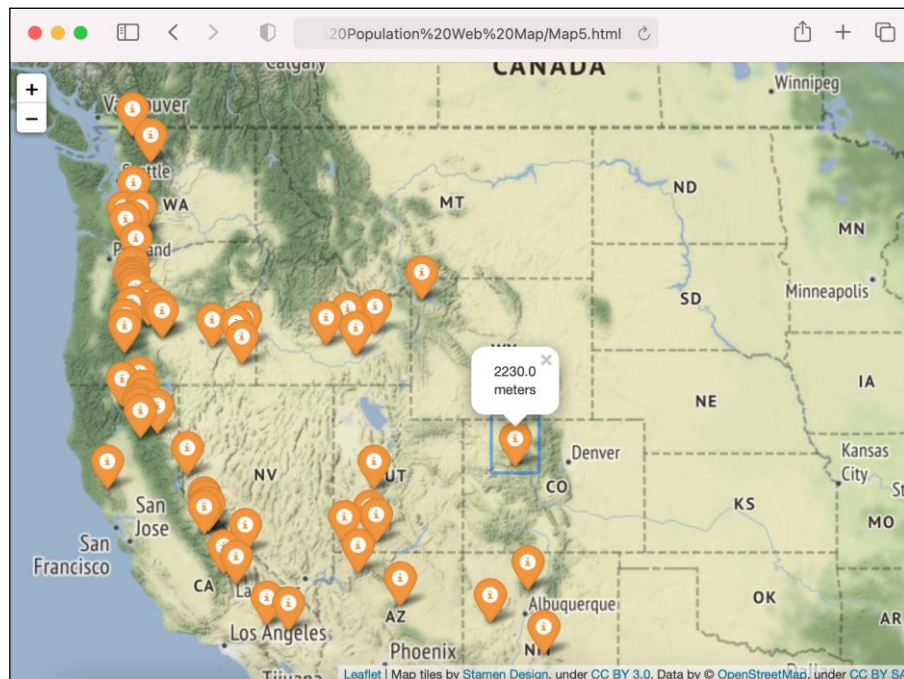 20Population%20Web%20Map/Map5.html
+
−
Calgary
CANADA
Vancouver
Winnipeg
Seattle
WA
MT
ND
MN
Portland
SD
Minneapolis
WY
2230.0
meters
×
IA
NE
Denver
Kansas
City
NV
UT
CO
KS
MO
San
Jose
San
Francisco
CA
AZ
Albuquerque
OK
AR
Los Angeles
NM
Phoenix
Tijuana
Dallas
Leaflet | Map tiles by Stamen Design, under CC BY 3.0. Data by © OpenStreetMap, under CC BY SA